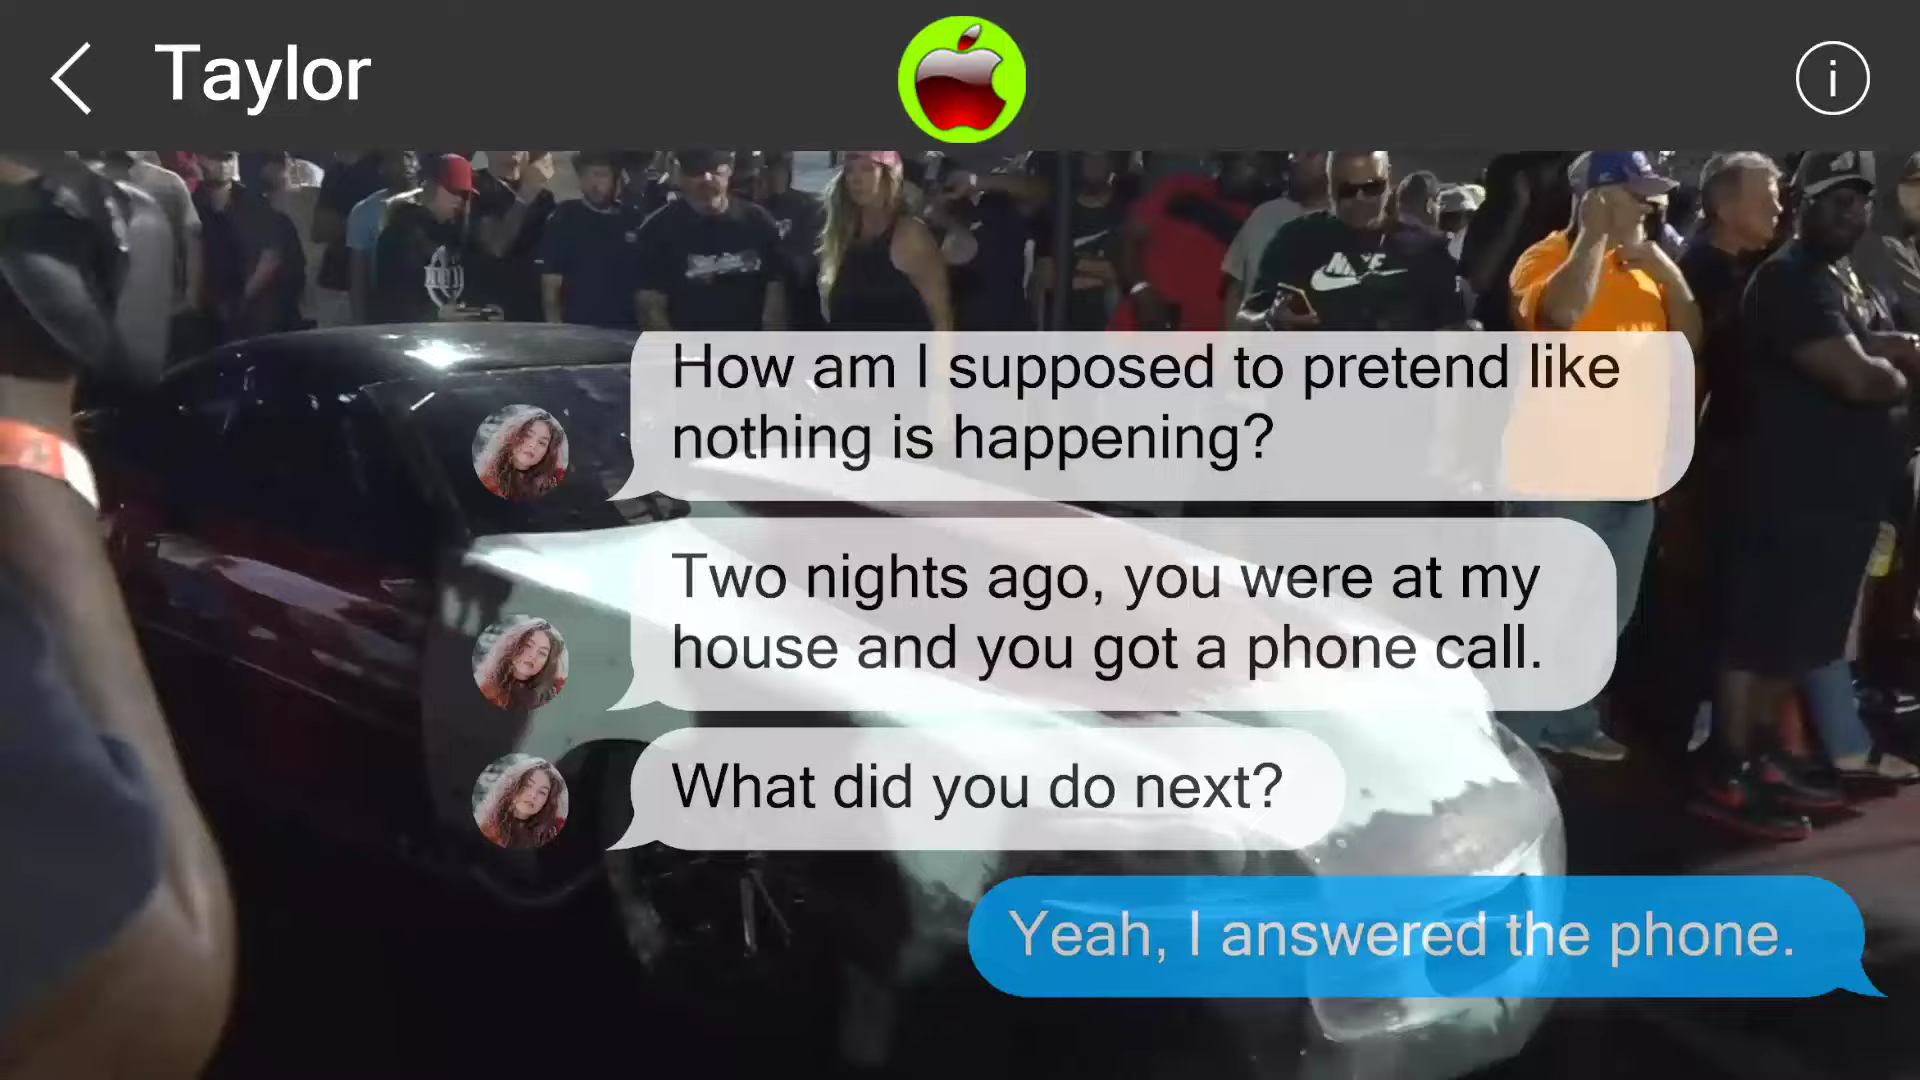 Taylor
i
How am I supposed to pretend like
nothing is happening?
Two nights ago, you were at my
house and you got a phone call.
What did you do next?
Yeah, I answered the phone.